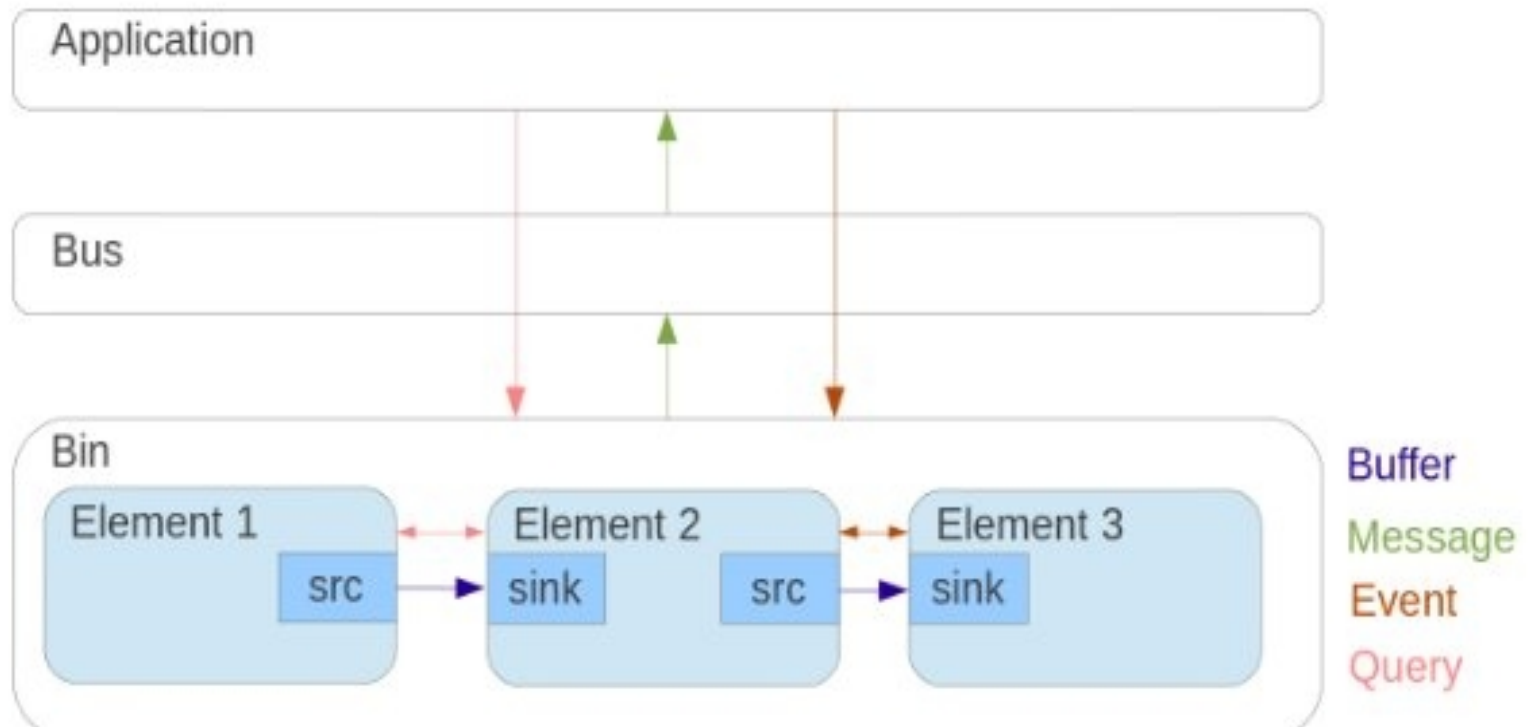 Application
Bus
Bin
Element 1
Element 2
Element 3
src
sink
src
sink
Buffer
Message
Event
Query